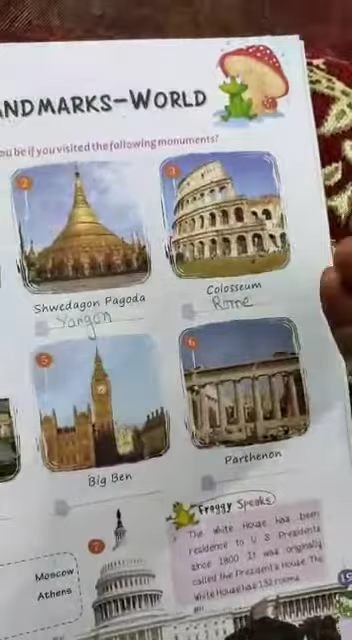 NDMARKS-WORLD
ou be if you visited the following monuments?
2
3
Shwedagon Pagoda
Yangon
Colosseum
Rome
5
6
Big Ben
Parthenon
7
Froggy Speaks
The White House has been
residence to U S Presidents
since 1800. It was originally
called the President's House. The
White House has 132 rooms
Moscow
Athens